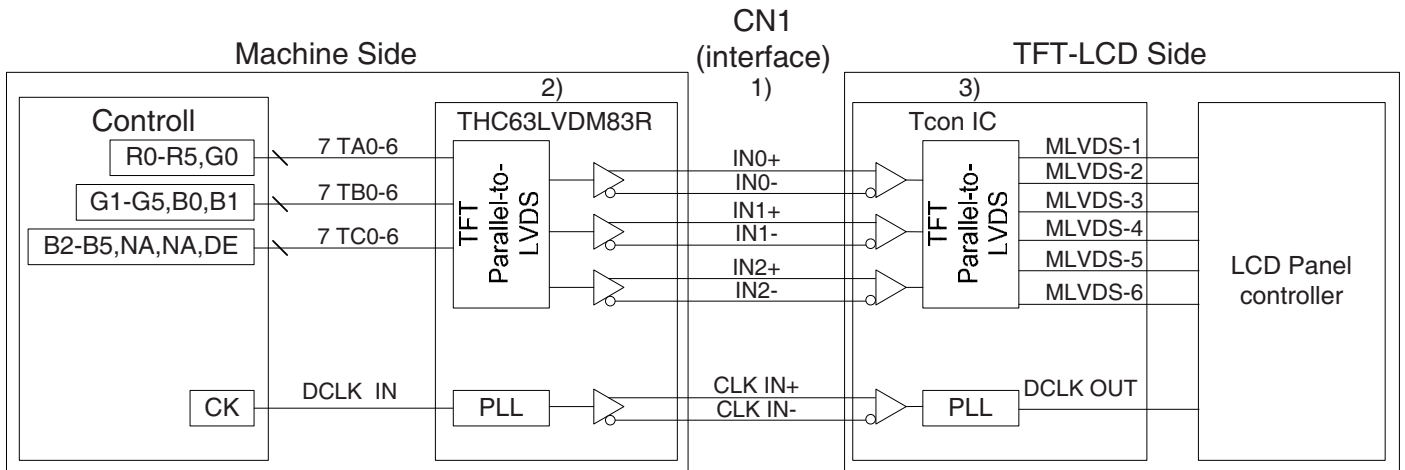 CN1
(interface)
1)
Machine Side
TFT-LCD Side
Controll
R0-R5,G0
G1-G5,B0,B1
B2-B5,NA,NA,DE
CK
7 TA0-6
7 TB0-6
7 TC0-6
DCLK IN
2)
THC63LVDM83R
TFT
Parallel-to-
LVDS
PLL
IN0+
IN0-
IN1+
IN1-
IN2+
IN2-
CLK IN+
CLK IN-
3)
Tcon IC
TFT
Parallel-to-
LVDS
PLL
MLVDS-1
MLVDS-2
MLVDS-3
MLVDS-4
MLVDS-5
MLVDS-6
DCLK OUT
LCD Panel
controller